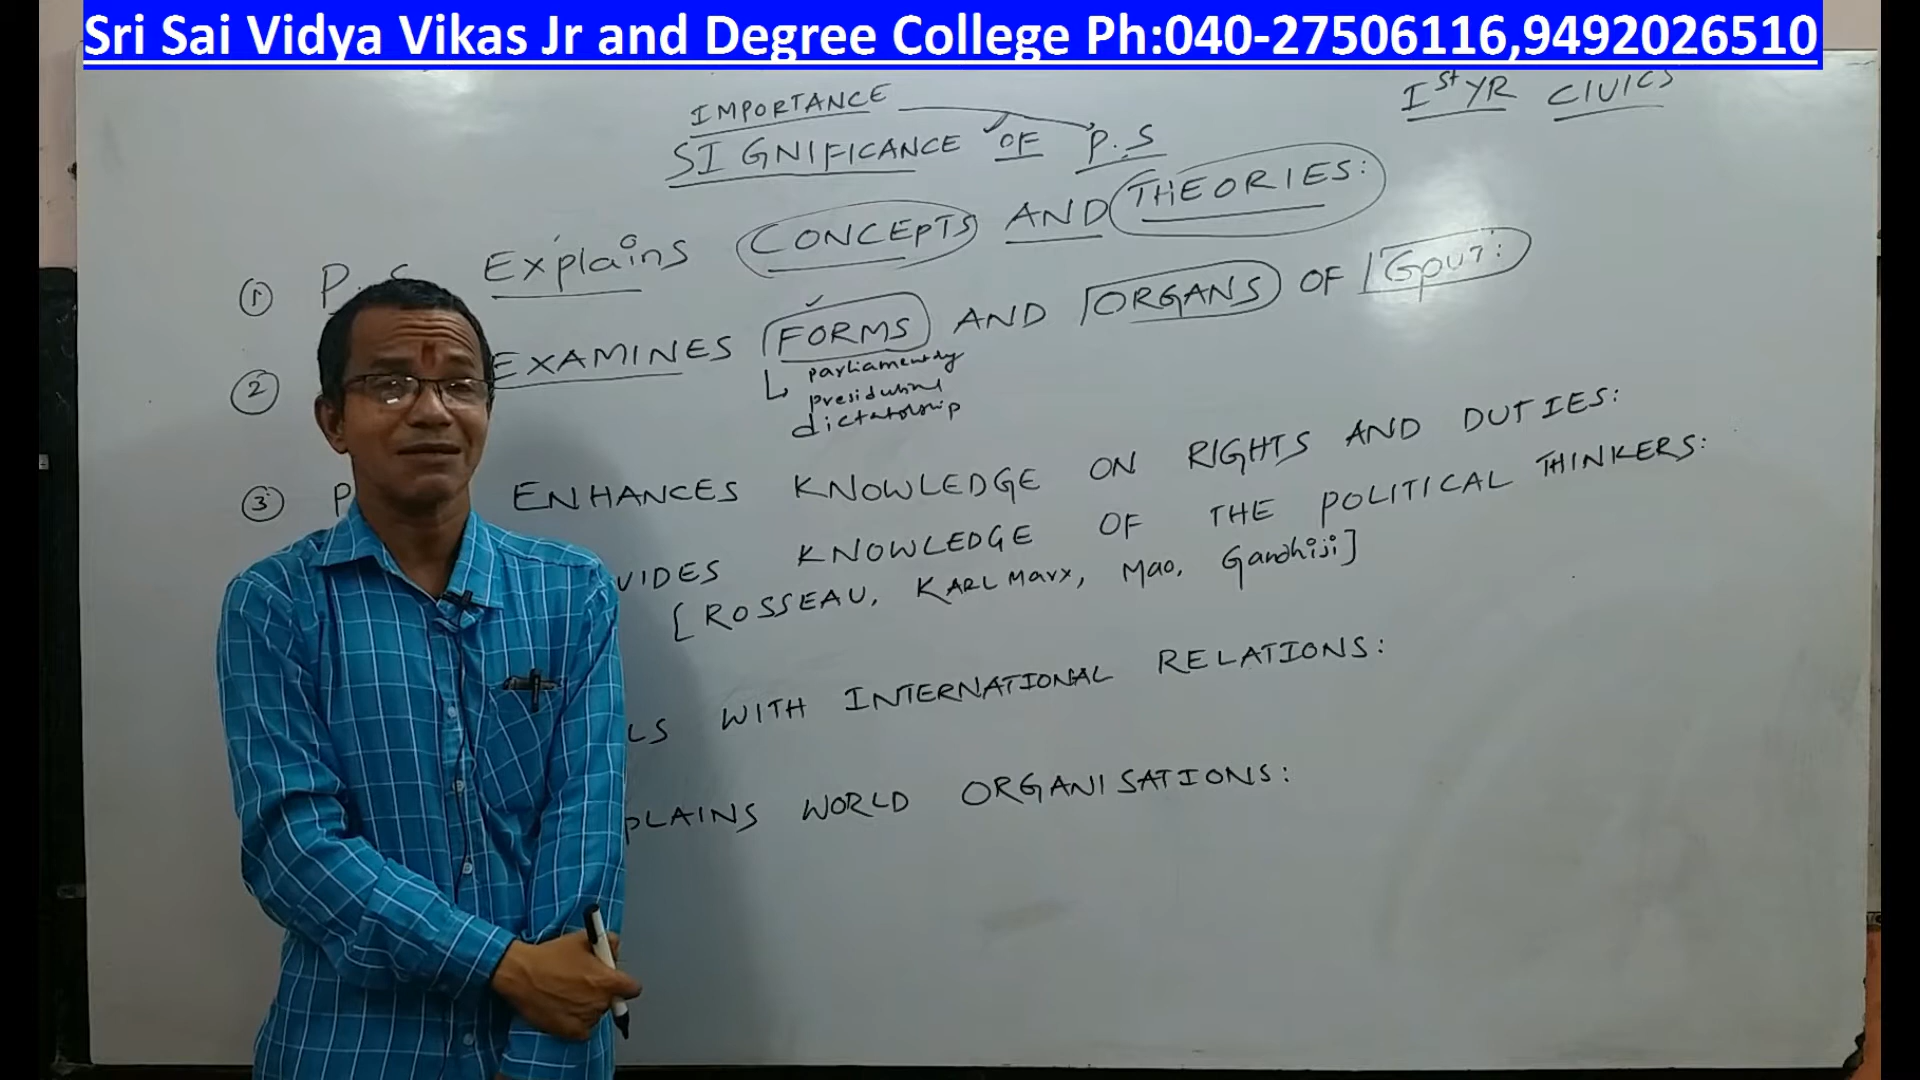 Sri Sai Vidya Vikas Jr and Degree College Ph:040-27506116,9492026510
Ist YR CIVICS
IMPORTANCE
SIGNIFICANCE OF P.S
① P.S Explains CONCEPTS AND THEORIES:
② EXAMINES FORMS AND ORGANS OF Govt:
parliamentary
dictatorship
③ P ENHANCES KNOWLEDGE ON RIGHTS AND DUTIES:
VIDES KNOWLEDGE OF THE POLITICAL THINKERS:
[ROSSEAU, KARL Marx, Mao, Gandhiji]
LS WITH INTERNATIONAL RELATIONS:
PLAINS WORLD ORGANISATIONS: